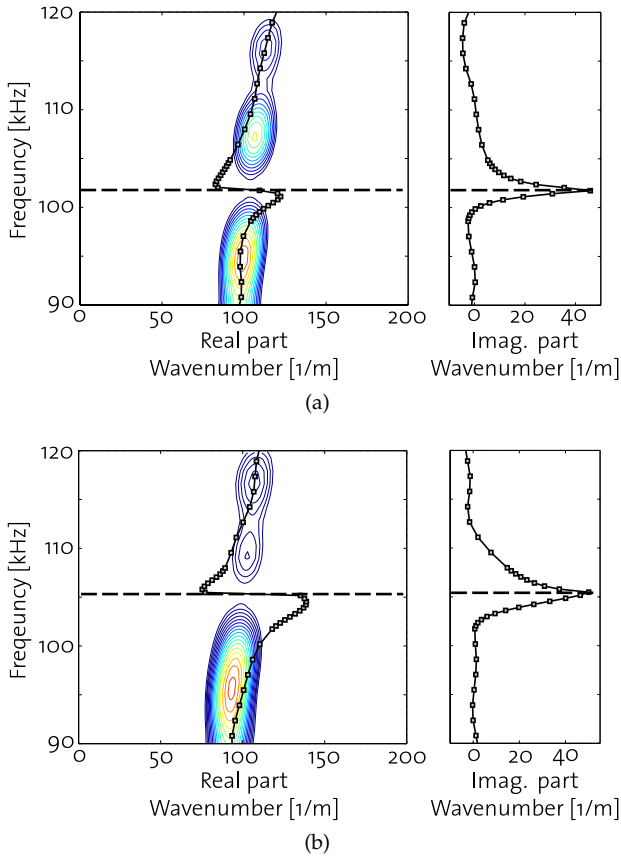 120
110
100
90
Freqeuncy [kHz]
0 50 100 150 200
Real part
Wavenumber [1/m]
0 20 40
Imag. part
Wavenumber [1/m]
(a)
120
110
100
90
Freqeuncy [kHz]
0 50 100 150 200
Real part
Wavenumber [1/m]
0 20 40
Imag. part
Wavenumber [1/m]
(b)